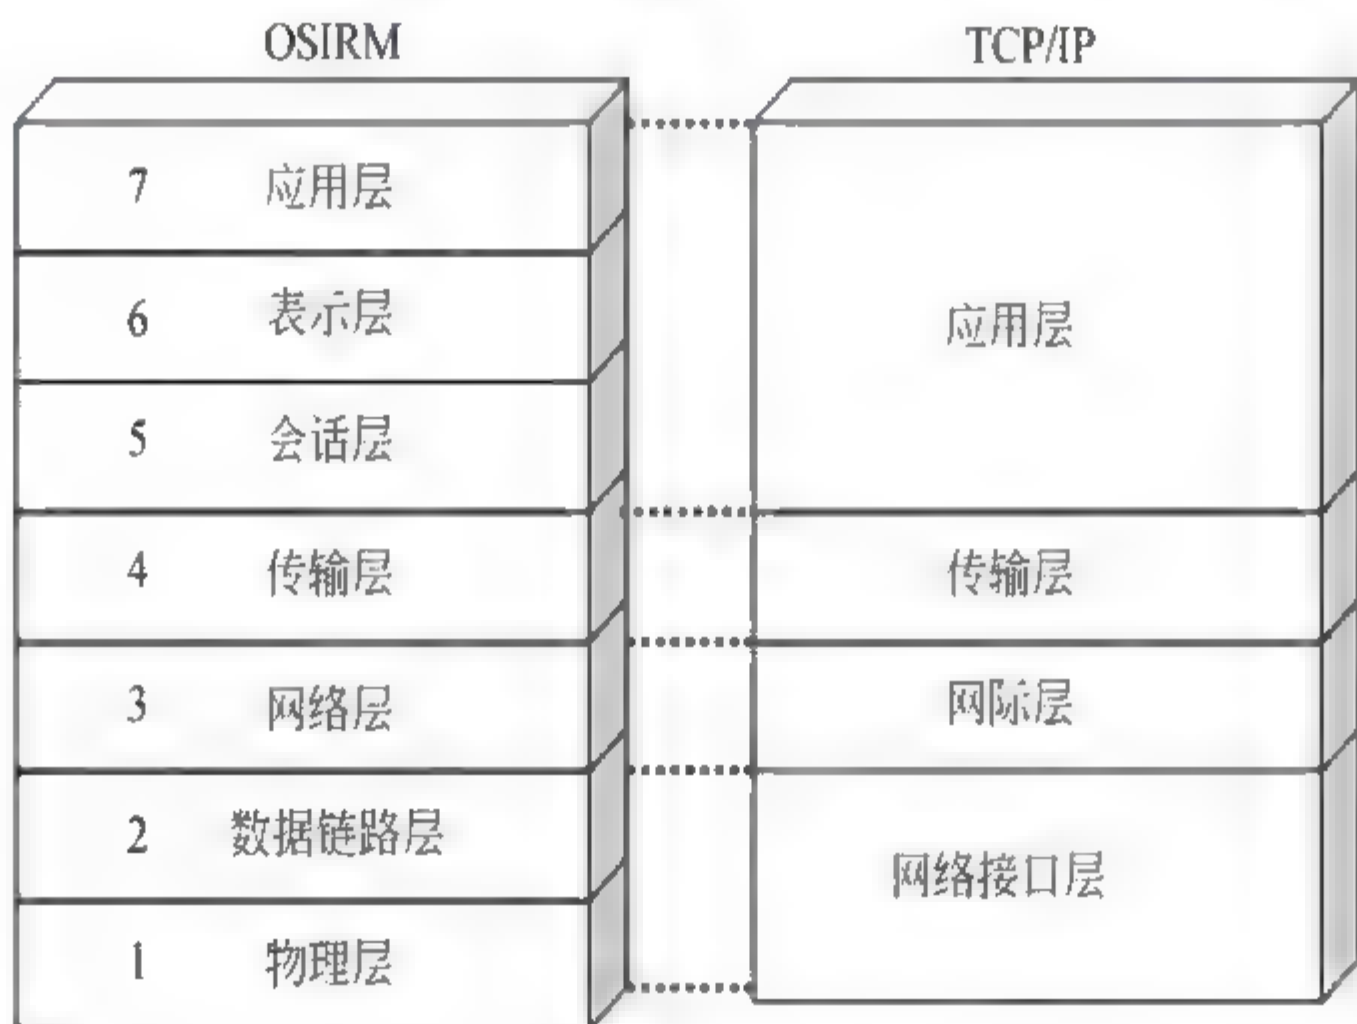 OSIRM
TCP/IP
7 应用层
6 表示层
5 会话层
4 传输层
3 网络层
2 数据链路层
1 物理层
应用层
传输层
网际层
网络接口层